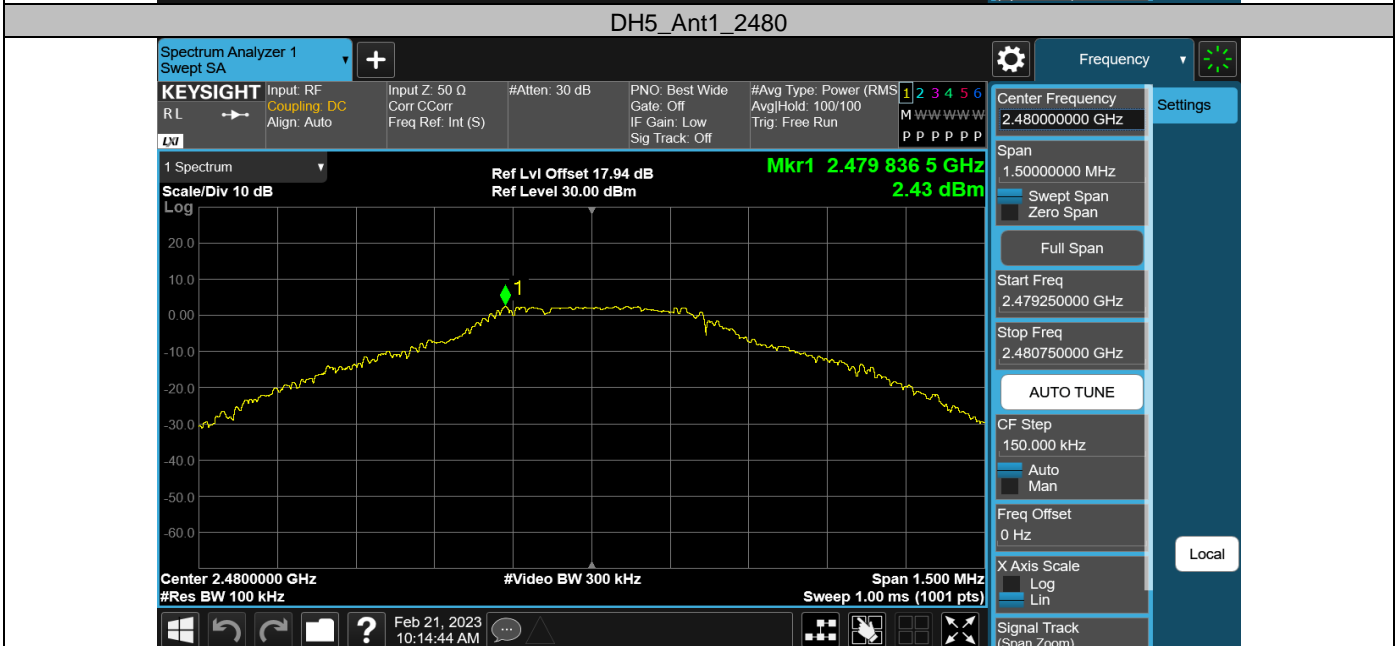 DH5_Ant1_2480
Spectrum Analyzer 1
Swept SA
Frequency
KEYSIGHT
RL
LXI
Input: RF
Coupling: DC
Align: Auto
Input Z: 50 Ω
Corr CCorr
Freq Ref: Int (S)
#Atten: 30 dB
PNO: Best Wide
Gate: Off
IF Gain: Low
Sig Track: Off
#Avg Type: Power (RMS
Avg|Hold: 100/100
Trig: Free Run
1 2 3 4 5 6
M W W W W W
P P P P P P
1 Spectrum
Scale/Div 10 dB
Log
Ref Lvl Offset 17.94 dB
Ref Level 30.00 dBm
Mkr1 2.479 836 5 GHz
2.43 dBm
20.0
10.0
0.00
-10.0
-20.0
-30.0
-40.0
-50.0
-60.0
1
Center 2.4800000 GHz
#Res BW 100 kHz
#Video BW 300 kHz
Span 1.500 MHz
Sweep 1.00 ms (1001 pts)
Feb 21, 2023
10:14:44 AM
Center Frequency
2.480000000 GHz
Span
1.50000000 MHz
Swept Span
Zero Span
Full Span
Start Freq
2.479250000 GHz
Stop Freq
2.480750000 GHz
AUTO TUNE
CF Step
150.000 kHz
Auto
Man
Freq Offset
0 Hz
X Axis Scale
Log
Lin
Signal Track
(Span Zoom)
Settings
Local